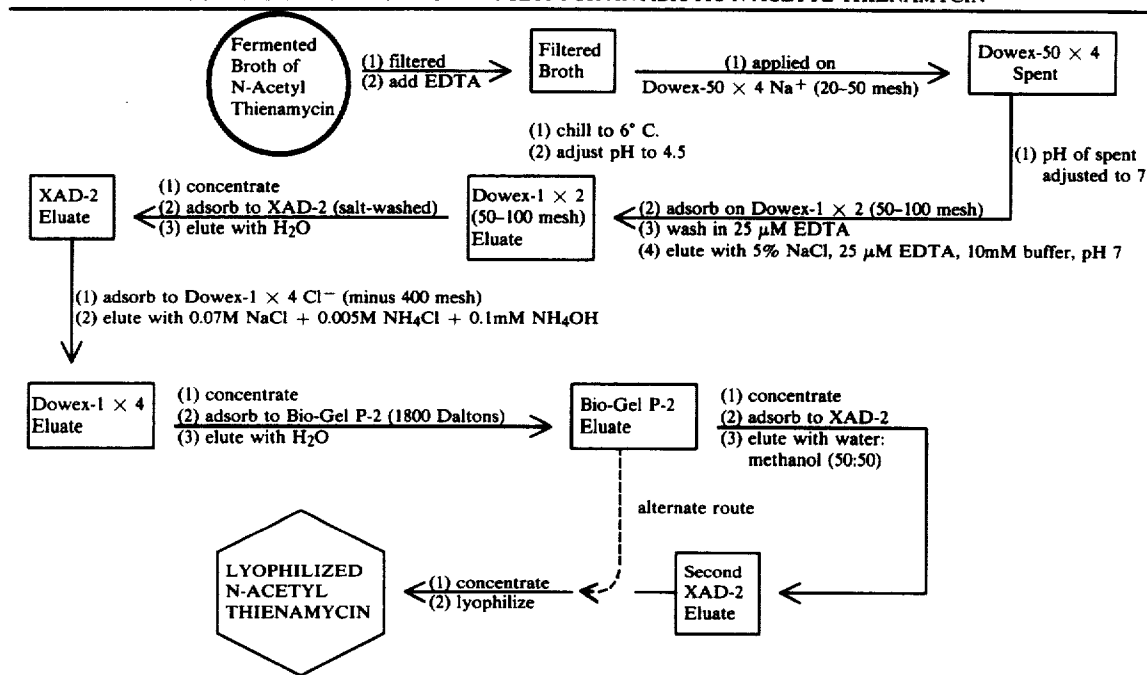 Fermented
Broth of
N-Acetyl
Thienamycin
(1) filtered
(2) add EDTA
Filtered
Broth
(1) applied on
Dowex-50 × 4 Na⁺ (20–50 mesh)
Dowex-50 × 4
Spent
(1) chill to 6° C.
(2) adjust pH to 4.5
(1) pH of spent
adjusted to 7
(2) adsorb on Dowex-1 × 2 (50–100 mesh)
(3) wash in 25 μM EDTA
(4) elute with 5% NaCl, 25 μM EDTA, 10mM buffer, pH 7
Dowex-1 × 2
(50–100 mesh)
Eluate
(1) concentrate
(2) adsorb to XAD-2 (salt-washed)
(3) elute with H₂O
XAD-2
Eluate
(1) adsorb to Dowex-1 × 4 Cl⁻ (minus 400 mesh)
(2) elute with 0.07M NaCl + 0.005M NH₄Cl + 0.1mM NH₄OH
Dowex-1 × 4
Eluate
(1) concentrate
(2) adsorb to Bio-Gel P-2 (1800 Daltons)
(3) elute with H₂O
Bio-Gel P-2
Eluate
(1) concentrate
(2) adsorb to XAD-2
(3) elute with water:
methanol (50:50)
alternate route
Second
XAD-2
Eluate
(1) concentrate
(2) lyophilize
LYOPHILIZED
N-ACETYL
THIENAMYCIN